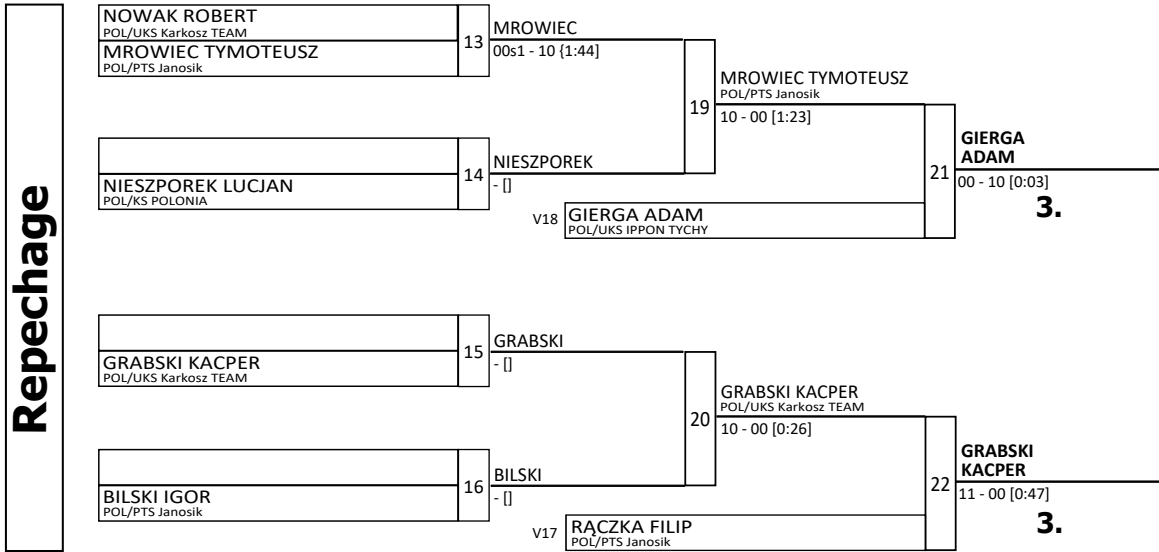 Repechage
NOWAK ROBERT
POL/UKS Karkosz TEAM
MROWIEC TYMOTEUSZ
POL/PTS Janosik
13
MROWIEC
00s1 - 10 {1:44]
NIESZPOREK LUCJAN
POL/KS POLONIA
14
NIESZPOREK
- []
19
MROWIEC TYMOTEUSZ
POL/PTS Janosik
10 - 00 [1:23]
V18
GIERGA ADAM
POL/UKS IPPON TYCHY
21
GIERGA
ADAM
00 - 10 [0:03]
3.
GRABSKI KACPER
POL/UKS Karkosz TEAM
15
GRABSKI
- []
BILSKI IGOR
POL/PTS Janosik
16
BILSKI
- []
20
GRABSKI KACPER
POL/UKS Karkosz TEAM
10 - 00 [0:26]
V17
RĄCZKA FILIP
POL/PTS Janosik
22
GRABSKI
KACPER
11 - 00 [0:47]
3.